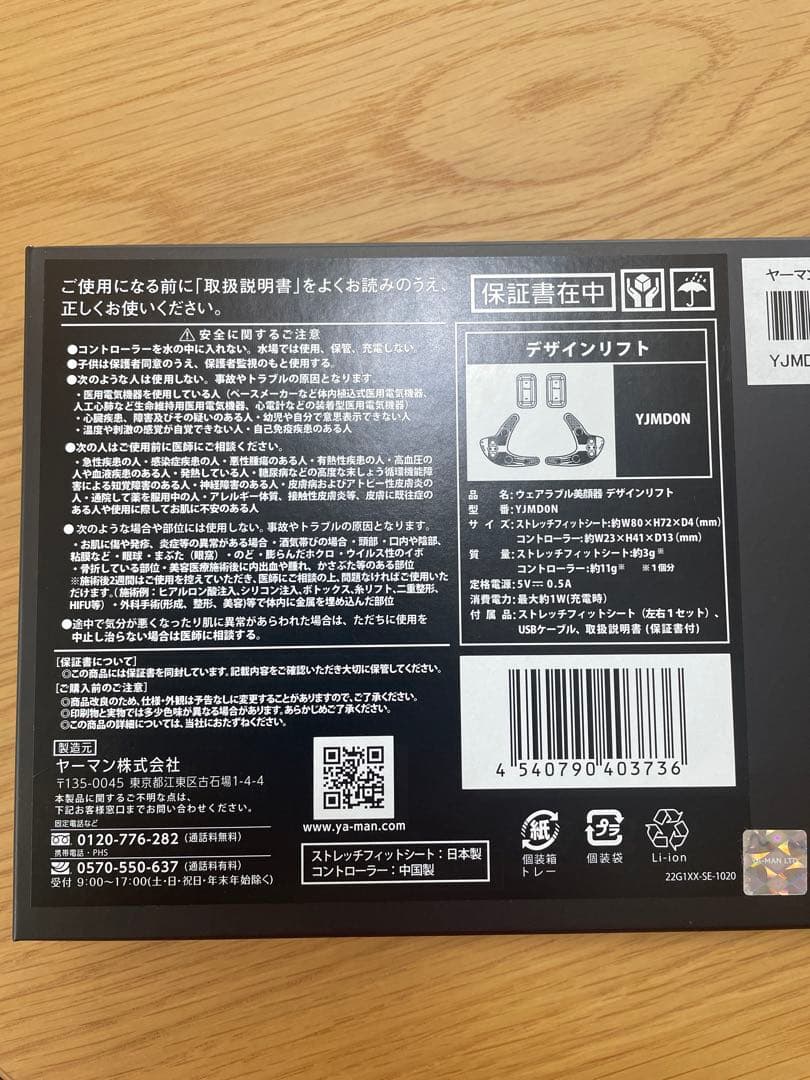 ご使用になる前に「取扱説明書」をよくお読みのうえ、
正しくお使いください。
⚠安全に関するご注意
●コントローラーを水の中に入れない。水場では使用、保管、充電しない。
●子供は保護者同意のうえ、保護者監視のもと使用する。
●次のような人は使用しない。事故やトラブルの原因となります。
・医用電気機器を使用している人(ペースメーカーなど体内植込式医用電気機器、
人工心肺など生命維持用医用電気機器、心電計などの装着型医用電気機器)
・心臓疾患、障害及びその疑いのある人・幼児や自分で意思表示できない人
・温度や刺激の感覚が自覚できない人・自己免疫疾患のある人
●次の人はご使用前に医師にご相談ください。
・急性疾患の人・感染症疾患の人・悪性腫瘍のある人・有熱性疾患の人・高血圧の
人や血液疾患のある人・発熱している人・糖尿病などの高度な末しょう循環機能障
害による知覚障害のある人・神経障害のある人・皮膚病およびアトピー性皮膚炎の
人・通院して薬を服用中の人・アレルギー体質、接触性皮膚炎等、皮膚に既往症の
ある人や使用に際してお肌に不安のある人
●次のような場合や部位には使用しない。事故やトラブルの原因となります。
・お肌に傷や発疹、炎症等の異常がある場合・酒気帯びの場合・頭部・口内や陰部、
粘膜など・眼球・まぶた(眼窩)・のど・膨らんだホクロ・ウイルス性のイボ
・骨折している部位・美容医療施術後に内出血や腫れ、かさぶた等のある部位
※施術後2週間はご使用を控えていただき、医師にご相談の上、問題なければご使用いた
だけます。(施術例:ヒアルロン酸注入、シリコン注入、ボトックス、糸リフト、二重整形、
HIFU等)・外科手術(形成、整形、美容)等で体内に金属を埋め込んだ部位
●途中で気分が悪くなったり肌に異常があらわれた場合は、ただちに使用を
中止し治らない場合は医師に相談する。
[保証書について]
◎この商品には保証書を同封しています。記載内容をご確認いただき大切に保管してください。
[ご購入前のご注意]
◎商品改良のため、仕様・外観は予告なしに変更することがありますので、ご了承ください。
◎印刷物と実物では多少色味が異なる場合があります。あらかじめご了承ください。
◎この商品の詳細については、当社におたずねください。
製造元
ヤーマン株式会社
〒135-0045 東京都江東区古石場1-4-4
本製品に関するご不明な点は、
下記お客様窓口までお問い合わせください。
固定電話など
0120-776-282 (通話料無料)
携帯電話・PHS
0570-550-637 (通話料有料)
受付 9:00〜17:00(土・日・祝日・年末年始除く)
www.ya-man.com
ストレッチフィットシート:日本製
コントローラー:中国製
保証書在中
デザインリフト
YJMD0N
品 名:ウェアラブル美顔器 デザインリフト
型 番:YJMD0N
サイズ:ストレッチフィットシート:約W80×H72×D4(mm)
コントローラー:約W23×H41×D13(mm)
質 量:ストレッチフィットシート:約3g※
コントローラー:約11g※ ※1個分
定格電源:5V⎓0.5A
消費電力:最大約1W(充電時)
付属品:ストレッチフィットシート(左右1セット)、
USBケーブル、取扱説明書(保証書付)
4 540790 403736
紙
個装箱
トレー
プラ
個装袋
Li-ion
22G1XX-SE-1020
ヤーマン
YJMD
YA-MAN LTD